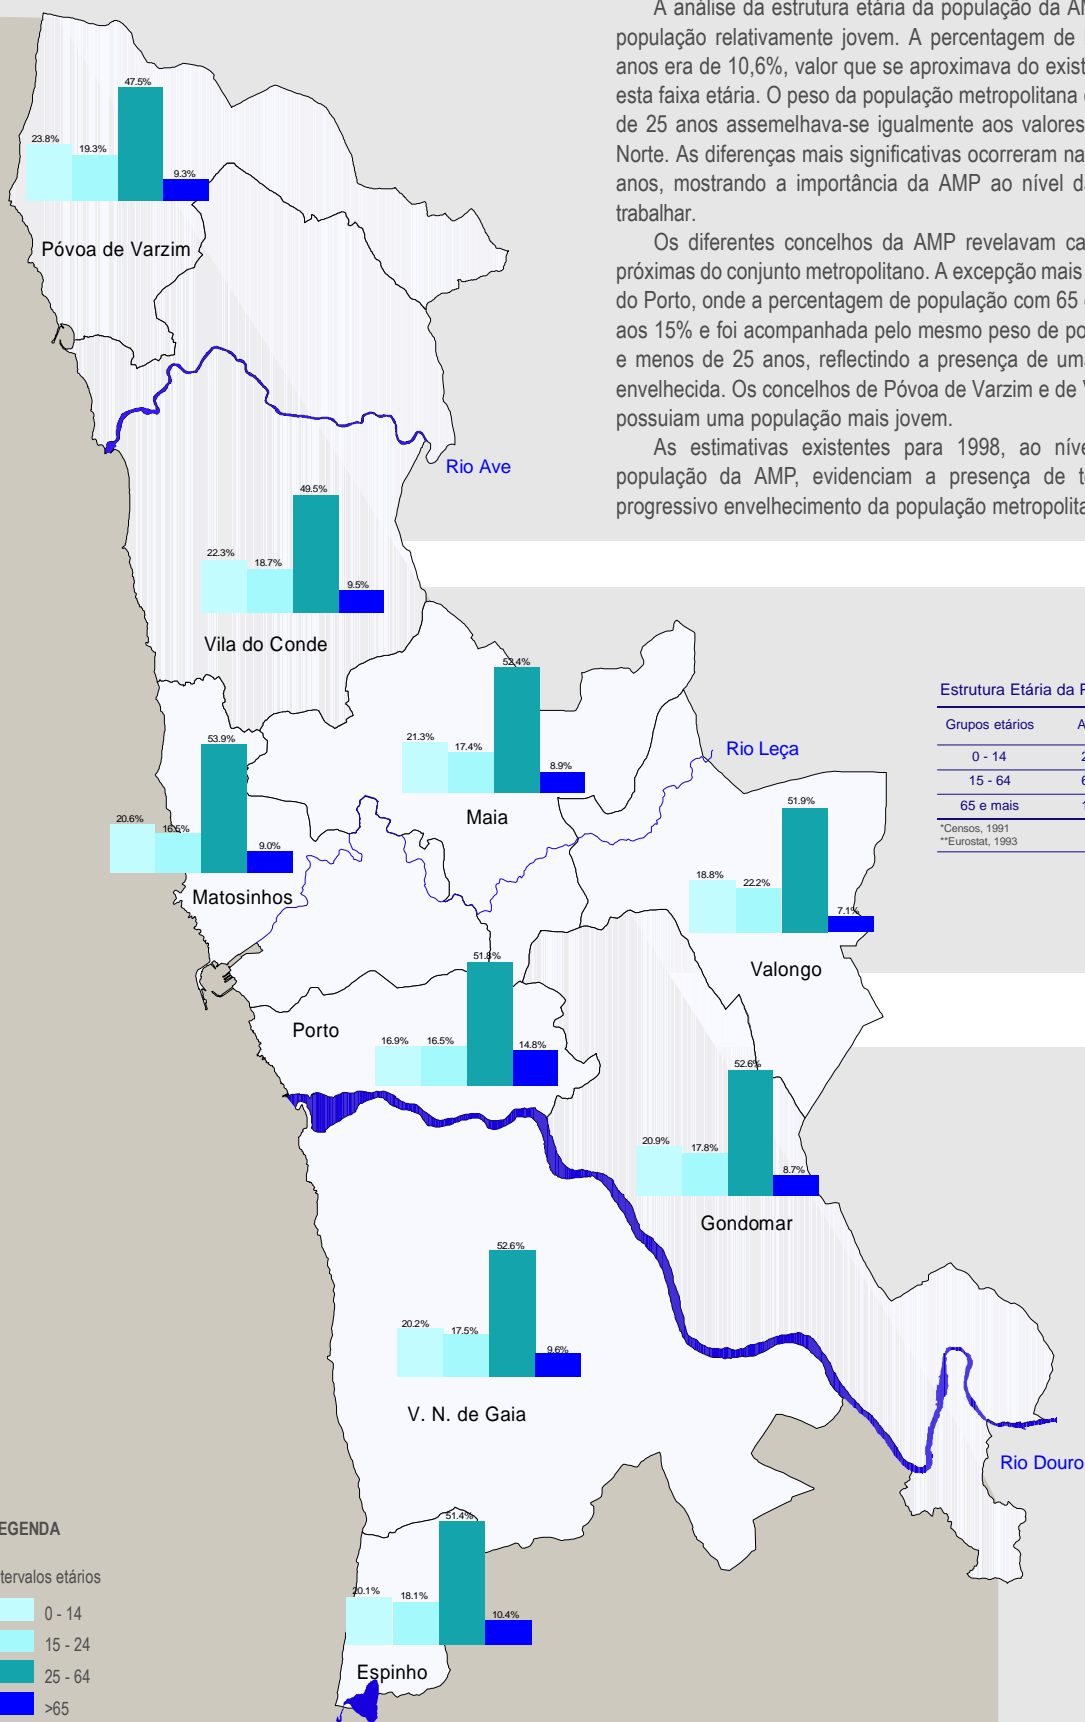 A análise da estrutura etária da população da
população relativamente jovem. A percentagem de
anos era de 10,6%, valor que se aproximava do
esta faixa etária. O peso da população metropolitana
de 25 anos assemelhava-se igualmente aos valores
Norte. As diferenças mais significativas ocorreram
anos, mostrando a importância da AMP ao nível
trabalhar.
Os diferentes concelhos da AMP revelavam
próximas do conjunto metropolitano. A excepção mais
do Porto, onde a percentagem de população com 65
aos 15% e foi acompanhada pelo mesmo peso de
e menos de 25 anos, reflectindo a presença de
envelhecida. Os concelhos de Póvoa de Varzim e de
possuiam uma população mais jovem.
As estimativas existentes para 1998, ao
população da AMP, evidenciam a presença de
progressivo envelhecimento da população
47.5%
23.8%
19.3%
9.3%
Póvoa de Varzim
Rio Ave
49.5%
22.3%
18.7%
9.5%
Vila do Conde
52.4%
21.3%
17.4%
8.9%
Maia
Rio Leça
Estrutura Etária da
Grupos etários
0 - 14
15 - 64
65 e mais
*Censos, 1991
**Eurostat, 1993
53.9%
20.6%
16.5%
9.0%
Matosinhos
51.9%
18.8%
22.2%
7.1%
Valongo
51.8%
16.9%
16.5%
14.8%
Porto
52.6%
20.9%
17.8%
8.7%
Gondomar
52.6%
20.2%
17.5%
9.6%
V. N. de Gaia
Rio Douro
51.4%
20.1%
18.1%
10.4%
Espinho
EGENDA
tervalos etários
0 - 14
15 - 24
25 - 64
>65